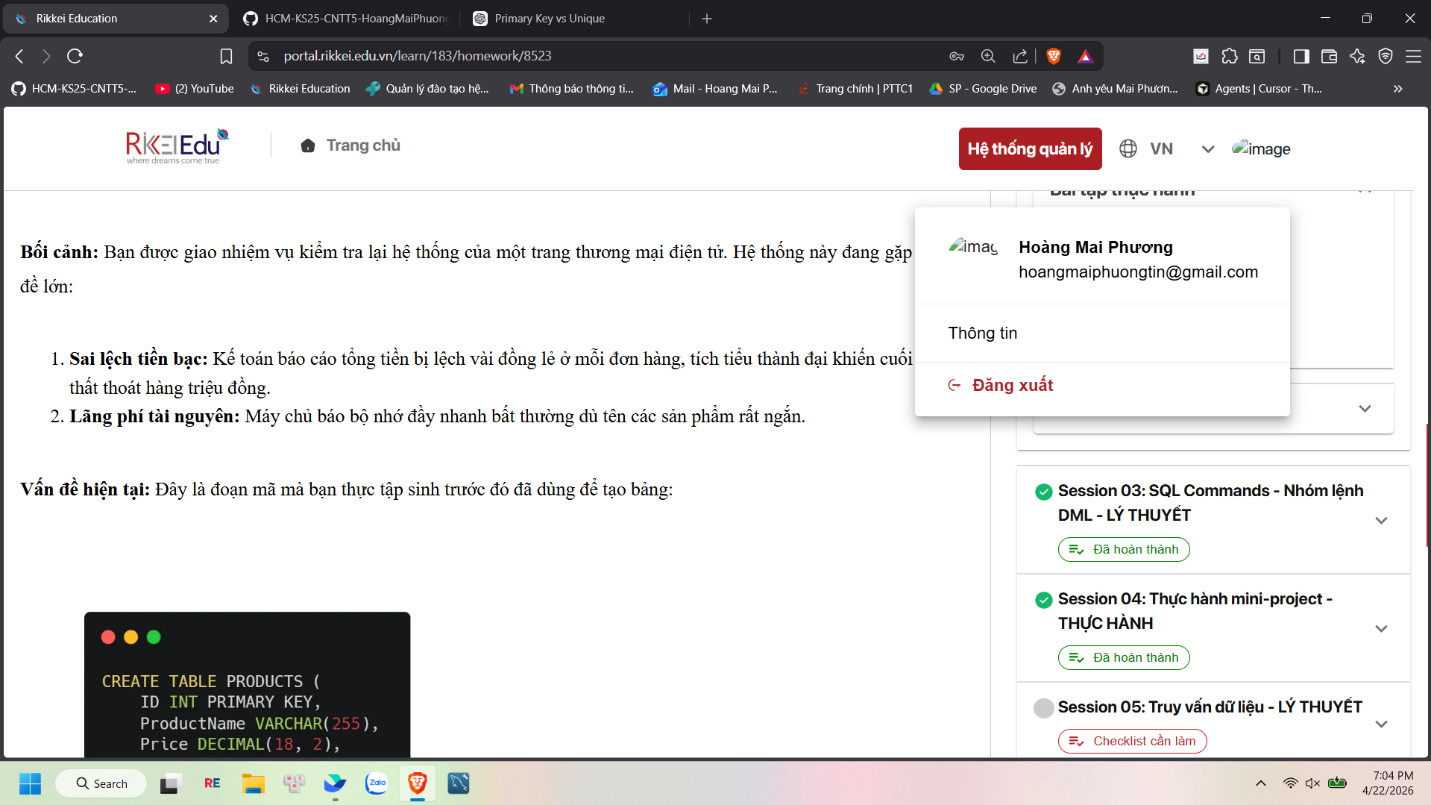 Rikkei Education
HCM-KS25-CNTT5-HoangMaiPhuon
Primary Key vs Unique
portal.rikkei.edu.vn/learn/183/homework/8523
HCM-KS25-CNTT5-...
(2) YouTube
Rikkei Education
Quản lý đào tạo hệ...
Thông báo thông ti...
Mail - Hoang Mai P...
Trang chính | PTTC1
SP - Google Drive
Anh yêu Mai Phươn...
Agents | Cursor - Th...
RIKKEI Edu
where dreams come true
Trang chủ
Hệ thống quản lý
VN
image
Bài tập thực hành
Hoàng Mai Phương
hoangmaiphuongtin@gmail.com
Thông tin
Đăng xuất
Bối cảnh: Bạn được giao nhiệm vụ kiểm tra lại hệ thống của một trang thương mại điện tử. Hệ thống này đang gặp
đề lớn:
1. Sai lệch tiền bạc: Kế toán báo cáo tổng tiền bị lệch vài đồng lẻ ở mỗi đơn hàng, tích tiểu thành đại khiến cuối
thất thoát hàng triệu đồng.
2. Lãng phí tài nguyên: Máy chủ báo bộ nhớ đầy nhanh bất thường dù tên các sản phẩm rất ngắn.
Vấn đề hiện tại: Đây là đoạn mã mà bạn thực tập sinh trước đó đã dùng để tạo bảng:
CREATE TABLE PRODUCTS (
ID INT PRIMARY KEY,
ProductName VARCHAR(255),
Price DECIMAL(18, 2),
Session 03: SQL Commands - Nhóm lệnh
DML - LÝ THUYẾT
Đã hoàn thành
Session 04: Thực hành mini-project -
THỰC HÀNH
Đã hoàn thành
Session 05: Truy vấn dữ liệu - LÝ THUYẾT
Checklist cần làm
Search
RE
Zalo
7:04 PM
4/22/2026